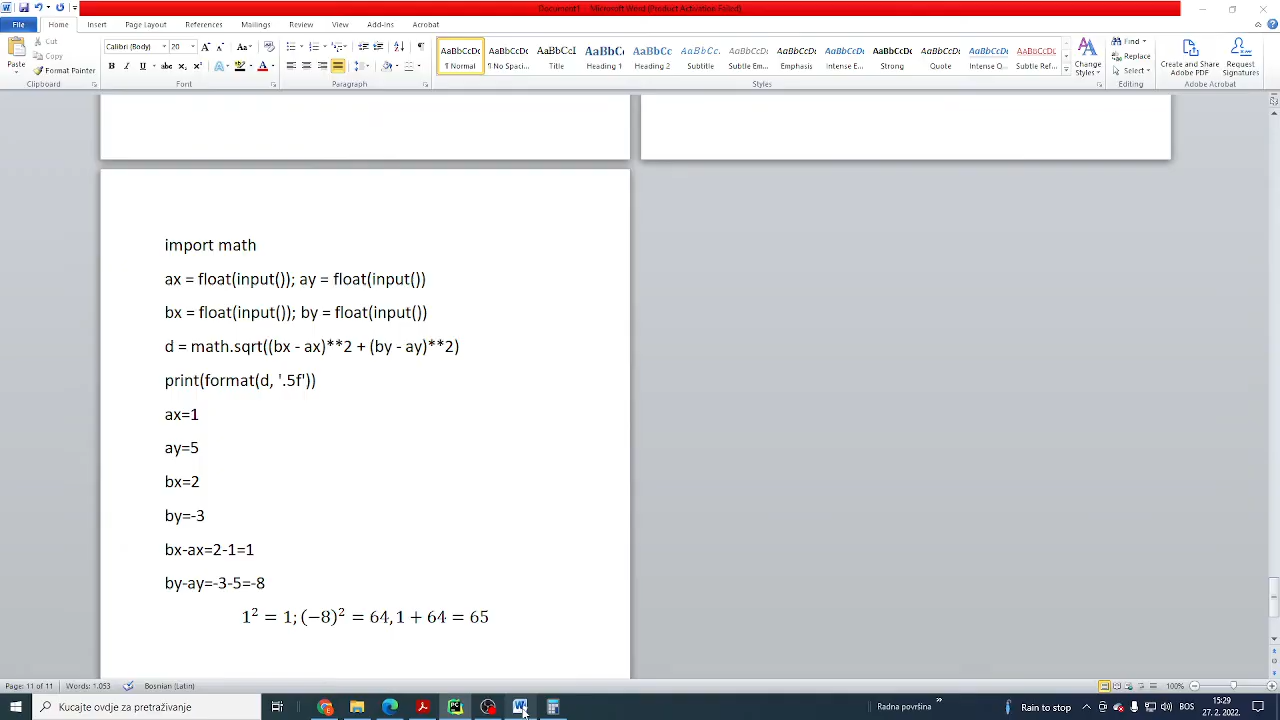 Document1 - Microsoft Word (Product Activation Failed)
File Home Insert Page Layout References Mailings Review View Add-Ins Acrobat
Paste Cut Copy Format Painter
Calibri (Body) 20
AaBbCcDc AaBbCcDc AaBbCcI AaBbC AaBbCc AaBbCc. AaBbCcDc AaBbCcDc AaBbCcDc AaBbCcDc AaBbCcDc AaBbCcDc AaBbCcDc
¶ Normal ¶ No Spaci... Title Heading 1 Heading 2 Subtitle Subtle Em... Emphasis Intense E... Strong Quote Intense Q... Subtle Ref...
Change Styles
Find Replace Select
Create and Share Adobe PDF Request Signatures
Clipboard Font Paragraph Styles Editing Adobe Acrobat
import math
ax = float(input()); ay = float(input())
bx = float(input()); by = float(input())
d = math.sqrt((bx - ax)**2 + (by - ay)**2)
print(format(d, '.5f'))
ax=1
ay=5
bx=2
by=-3
bx-ax=2-1=1
by-ay=-3-5=-8
1² = 1; (−8)² = 64, 1 + 64 = 65
Page: 11 of 11 Words: 1.053 Bosnian (Latin) 100%
Kucajte ovdje za pretraživanje Radna površina » Rain to stop BOS 15:29
27. 2. 2022.